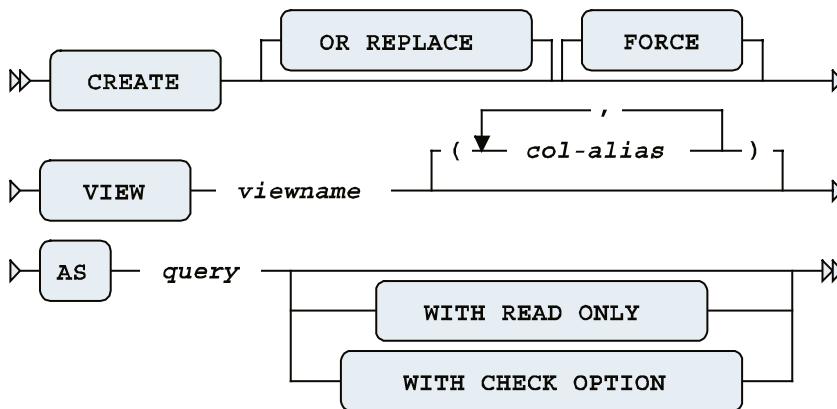 OR REPLACE FORCE
CREATE
,
( col-alias )
VIEW viewname
AS query
WITH READ ONLY
WITH CHECK OPTION